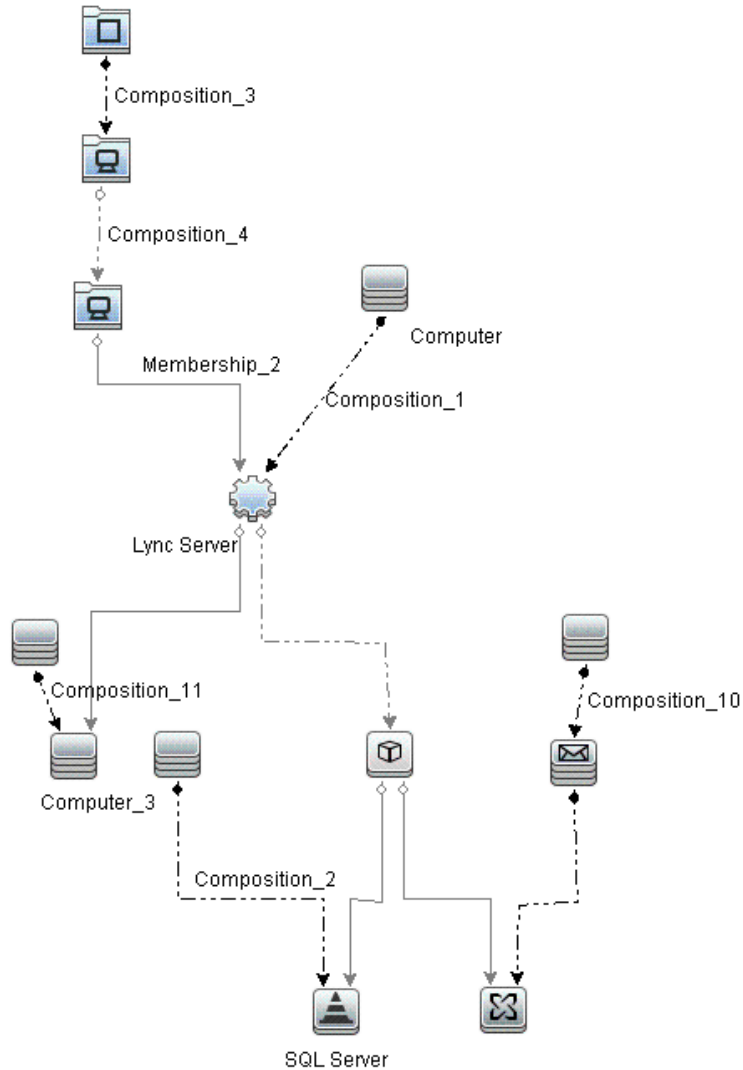 Composition_3
Composition_4
Computer
Membership_2
Composition_1
Lync Server
Composition_11
Composition_10
Computer_3
Composition_2
SQL Server